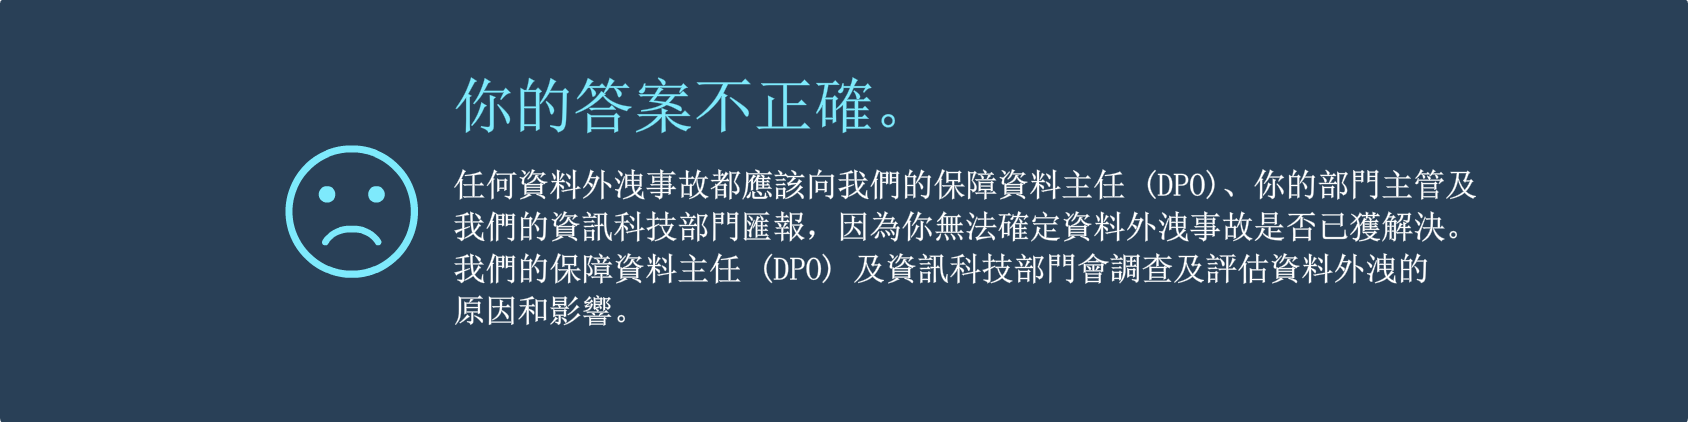 你的答案不正確。
任何資料外洩事故都應該向我們的保障資料主任 (DPO)、你的部門主管及
我們的資訊科技部門匯報，因為你無法確定資料外洩事故是否已獲解決。
我們的保障資料主任 (DPO) 及資訊科技部門會調查及評估資料外洩的
原因和影響。